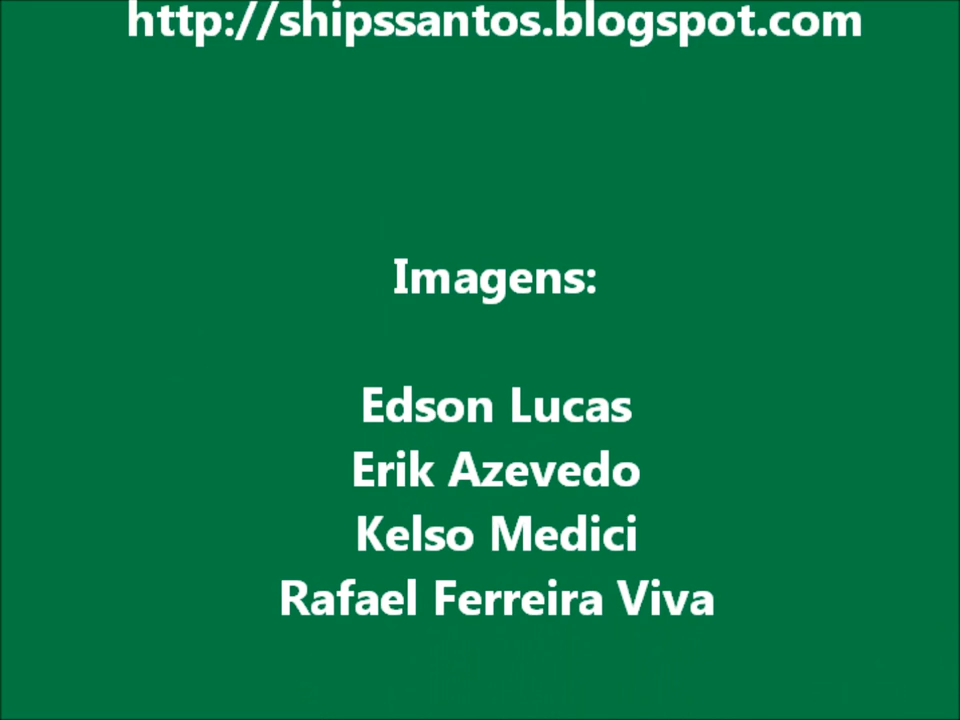 http://shipssantos.blogspot.com
Imagens:
Edson Lucas
Erik Azevedo
Kelso Medici
Rafael Ferreira Viva